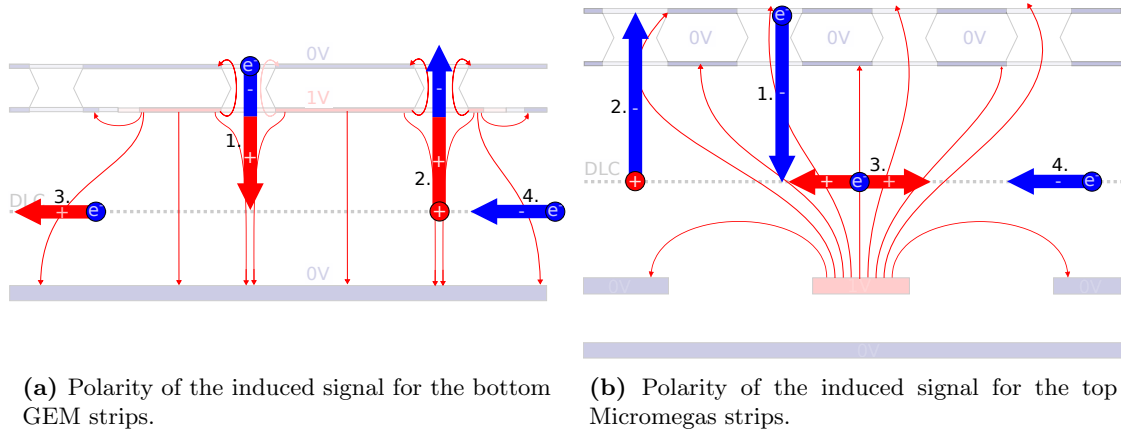 0V
e⁻
-
-
1V
1.
+
+
2.
DLC
3.
+
e⁻
+
4.
-
e⁻
0V
e⁻
0V
0V
0V
1.
2.
-
-
DLC
+
3.
+
e
+
4.
-
e⁻
0V
1V
0V
0V
(a) Polarity of the induced signal for the bottom
GEM strips.
(b) Polarity of the induced signal for the top
Micromegas strips.